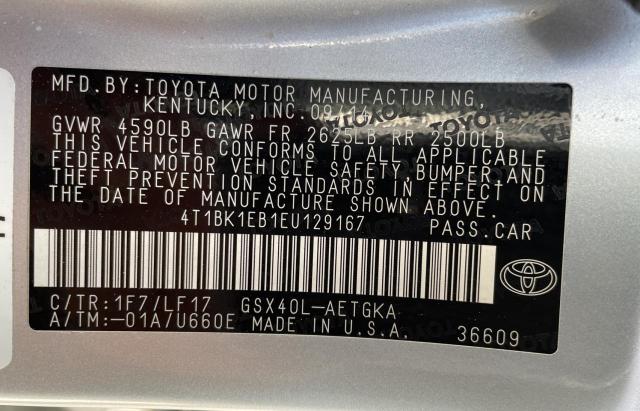 MFD.BY:TOYOTA MOTOR MANUFACTURING,
KENTUCKY,INC.
GVWR 4590LB GAWR FR 2625LB RR 2500LB
THIS VEHICLE CONFORMS TO ALL APPLICABLE
FEDERAL MOTOR VEHICLE SAFETY,BUMPER,AND
THEFT PREVENTION STANDARDS IN EFFECT ON
THE DATE OF MANUFACTURE SHOWN ABOVE.
4T1BK1EB1EU129167 PASS.CAR
C/TR:1F7/LF17 GSX40L-AETGKA
A/TM:-01A/U660E MADE IN U.S.A. 36609